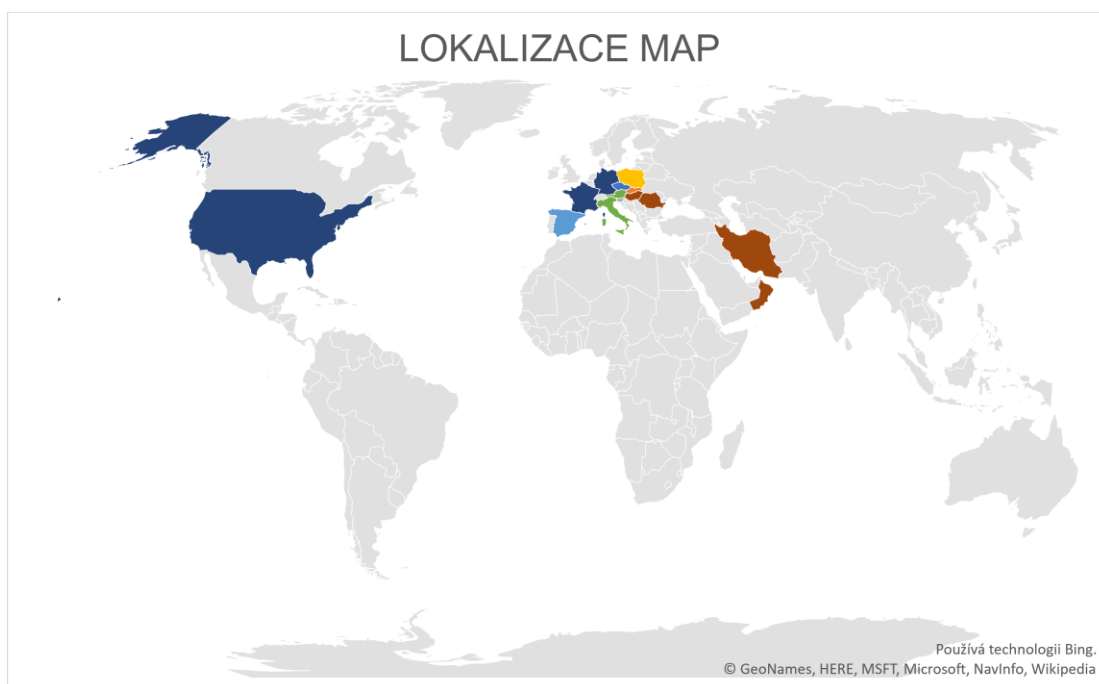 LOKALIZACE MAP
Používá technologii Bing.
© GeoNames, HERE, MSFT, Microsoft, NavInfo, Wikipedia